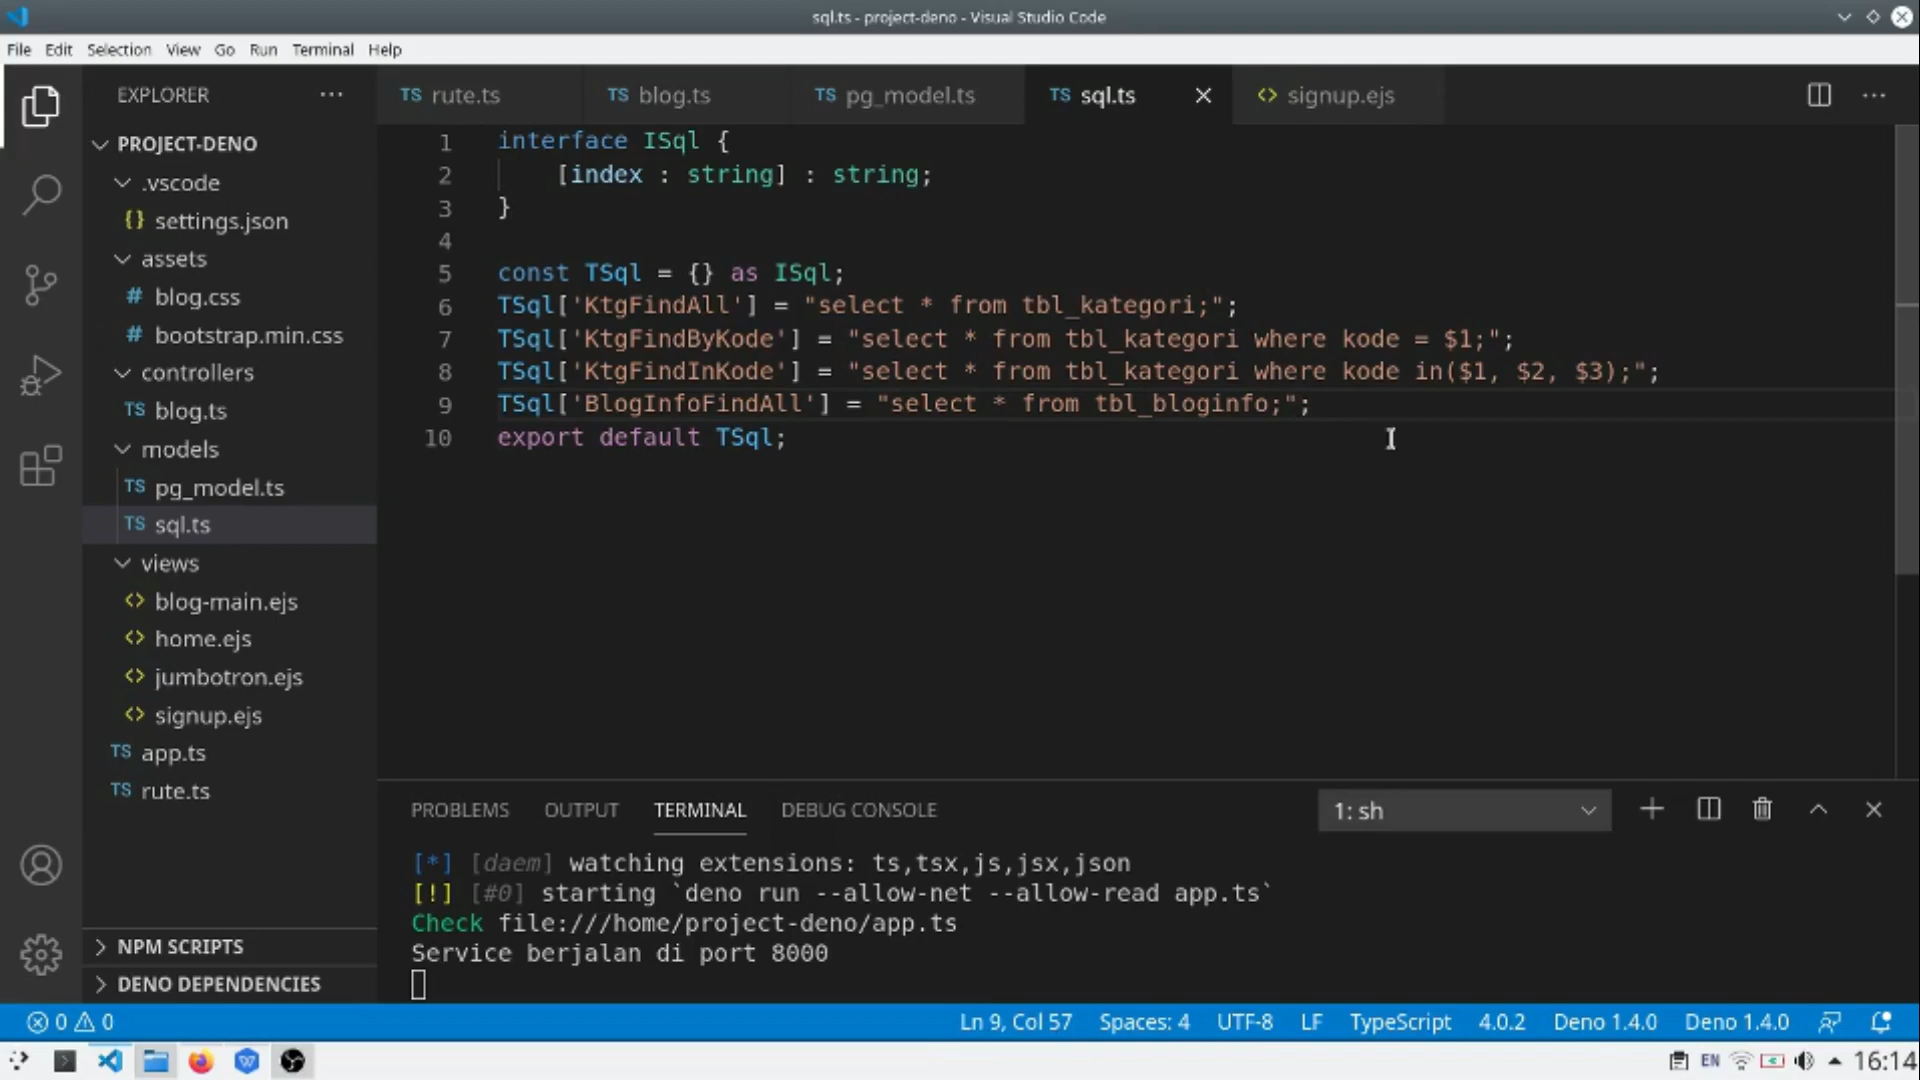 sql.ts - project-deno - Visual Studio Code
File Edit Selection View Go Run Terminal Help
EXPLORER
PROJECT-DENO
.vscode
{} settings.json
assets
# blog.css
# bootstrap.min.css
controllers
TS blog.ts
models
TS pg_model.ts
TS sql.ts
views
<> blog-main.ejs
<> home.ejs
<> jumbotron.ejs
<> signup.ejs
TS app.ts
TS rute.ts
NPM SCRIPTS
DENO DEPENDENCIES
TS rute.ts TS blog.ts TS pg_model.ts TS sql.ts <> signup.ejs
1 interface ISql {
2 [index : string] : string;
3 }
4
5 const TSql = {} as ISql;
6 TSql['KtgFindAll'] = "select * from tbl_kategori;";
7 TSql['KtgFindByKode'] = "select * from tbl_kategori where kode = $1;";
8 TSql['KtgFindInKode'] = "select * from tbl_kategori where kode in($1, $2, $3);";
9 TSql['BlogInfoFindAll'] = "select * from tbl_bloginfo;";
10 export default TSql;
PROBLEMS OUTPUT TERMINAL DEBUG CONSOLE 1: sh
[*] [daem] watching extensions: ts,tsx,js,jsx,json
[!] [#0] starting `deno run --allow-net --allow-read app.ts`
Check file:///home/project-deno/app.ts
Service berjalan di port 8000
0 0 Ln 9, Col 57 Spaces: 4 UTF-8 LF TypeScript 4.0.2 Deno 1.4.0 Deno 1.4.0
EN 16:14